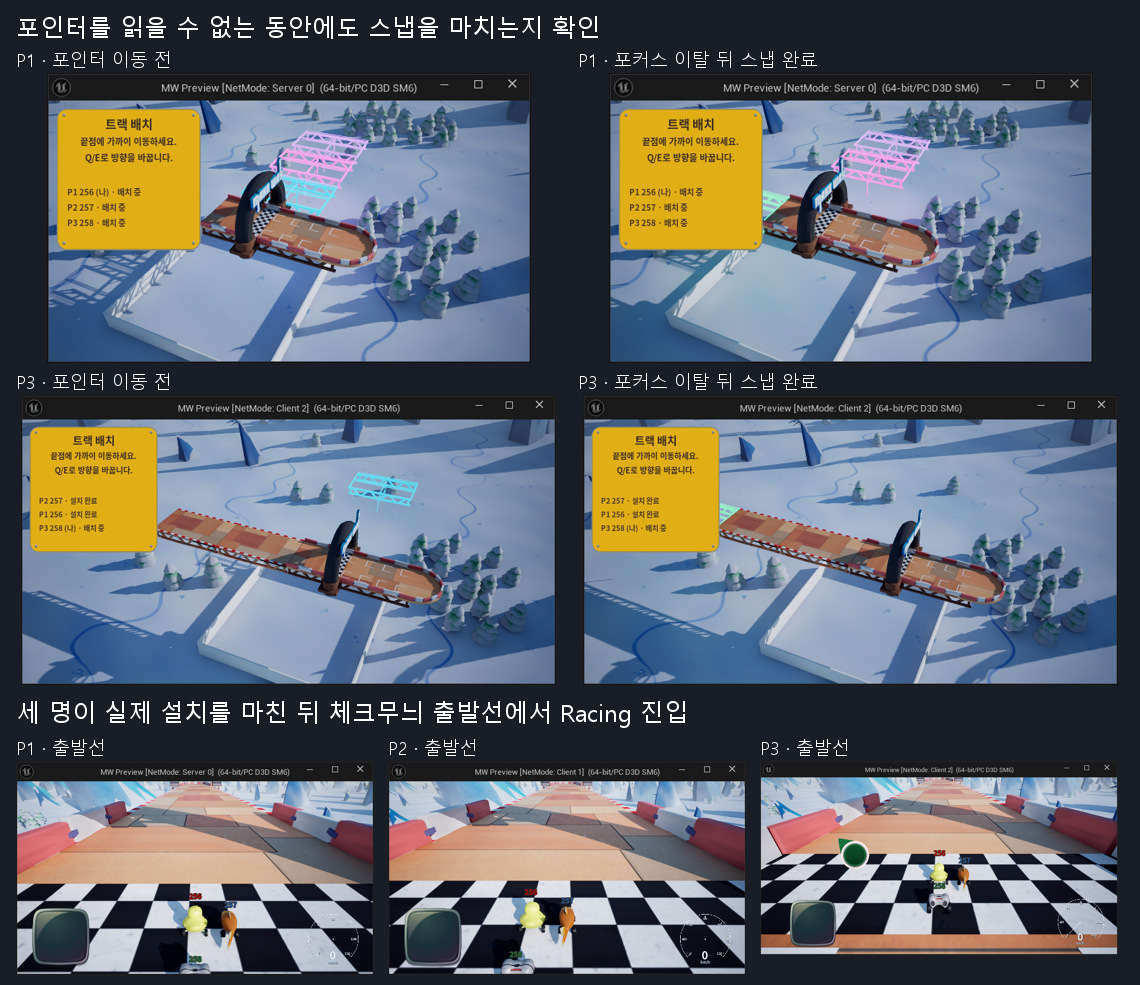 포인터를 읽을 수 없는 동안에도 스냅을 마치는지 확인
P1 · 포인터 이동 전
P1 · 포커스 이탈 뒤 스냅 완료
MW Preview [NetMode: Server 0] (64-bit/PC D3D SM6)
트랙 배치
끝점에 가까이 이동하세요.
Q/E로 방향을 바꿉니다.
P1 256 (나) · 배치 중
P2 257 · 배치 중
P3 258 · 배치 중
MW Preview [NetMode: Server 0] (64-bit/PC D3D SM6)
트랙 배치
끝점에 가까이 이동하세요.
Q/E로 방향을 바꿉니다.
P1 256 (나) · 배치 중
P2 257 · 배치 중
P3 258 · 배치 중
P3 · 포인터 이동 전
P3 · 포커스 이탈 뒤 스냅 완료
MW Preview [NetMode: Client 2] (64-bit/PC D3D SM6)
트랙 배치
끝점에 가까이 이동하세요.
Q/E로 방향을 바꿉니다.
P2 257 · 설치 완료
P1 256 · 설치 완료
P3 258 (나) · 배치 중
MW Preview [NetMode: Client 2] (64-bit/PC D3D SM6)
트랙 배치
끝점에 가까이 이동하세요.
Q/E로 방향을 바꿉니다.
P2 257 · 설치 완료
P1 256 · 설치 완료
P3 258 (나) · 배치 중
세 명이 실제 설치를 마친 뒤 체크무늬 출발선에서 Racing 진입
P1 · 출발선
P2 · 출발선
P3 · 출발선
MW Preview [NetMode: Server 0] (64-bit/PC D3D SM6)
256
257
258
0
MW Preview [NetMode: Client 1] (64-bit/PC D3D SM6)
256
257
258
0
km/h
MW Preview [NetMode: Client 2] (64-bit/PC D3D SM6)
256
257
258
0